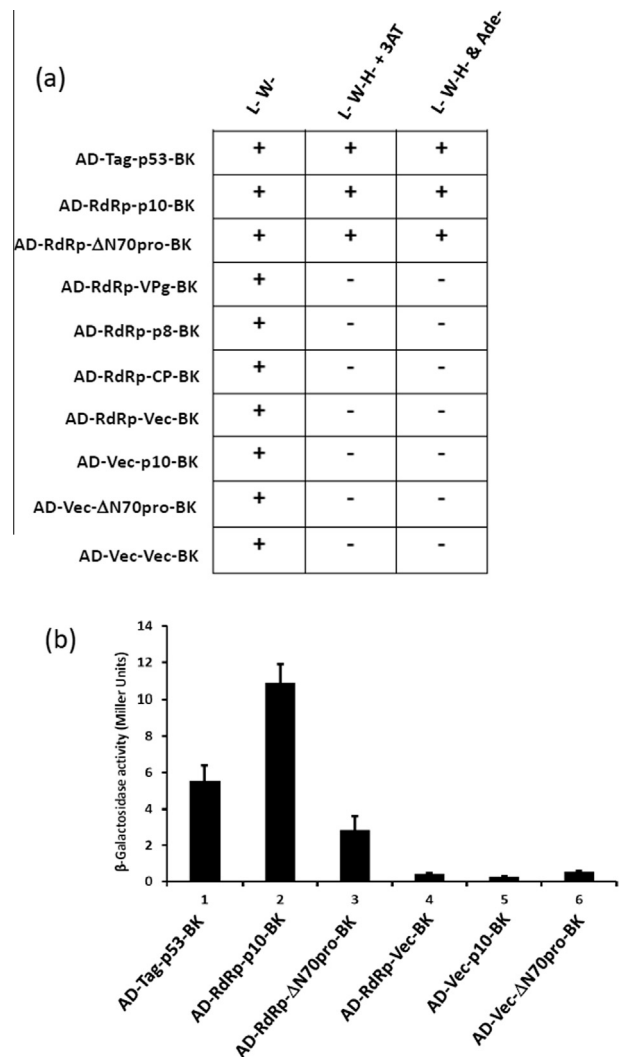 (a)
L- W-
L- W-H- + 3AT
L- W-H- & Ade-
AD-Tag-p53-BK + + +
AD-RdRp-p10-BK + + +
AD-RdRp-ΔN70pro-BK + + +
AD-RdRp-VPg-BK + - -
AD-RdRp-p8-BK + - -
AD-RdRp-CP-BK + - -
AD-RdRp-Vec-BK + - -
AD-Vec-p10-BK + - -
AD-Vec-ΔN70pro-BK + - -
AD-Vec-Vec-BK + - -
(b)
β-Galactosidase activity (Miller Units)
14
12
10
8
6
4
2
0
1 2 3 4 5 6
AD-Tag-p53-BK
AD-RdRp-p10-BK
AD-RdRp-ΔN70pro-BK
AD-RdRp-Vec-BK
AD-Vec-p10-BK
AD-Vec-ΔN70pro-BK